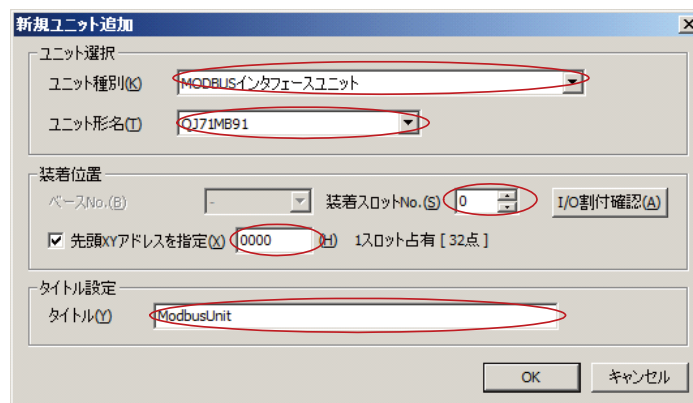 新規ユニット追加
ユニット選択
ユニット種別(K) MODBUSインタフェースユニット
ユニット形名(T) QJ71MB91
装着位置
ベースNo.(B) - 装着スロットNo.(S) 0 I/O割付確認(A)
先頭XYアドレスを指定(X) 0000 (H) 1スロット占有 [ 32点 ]
タイトル設定
タイトル(Y) ModbusUnit
OK キャンセル